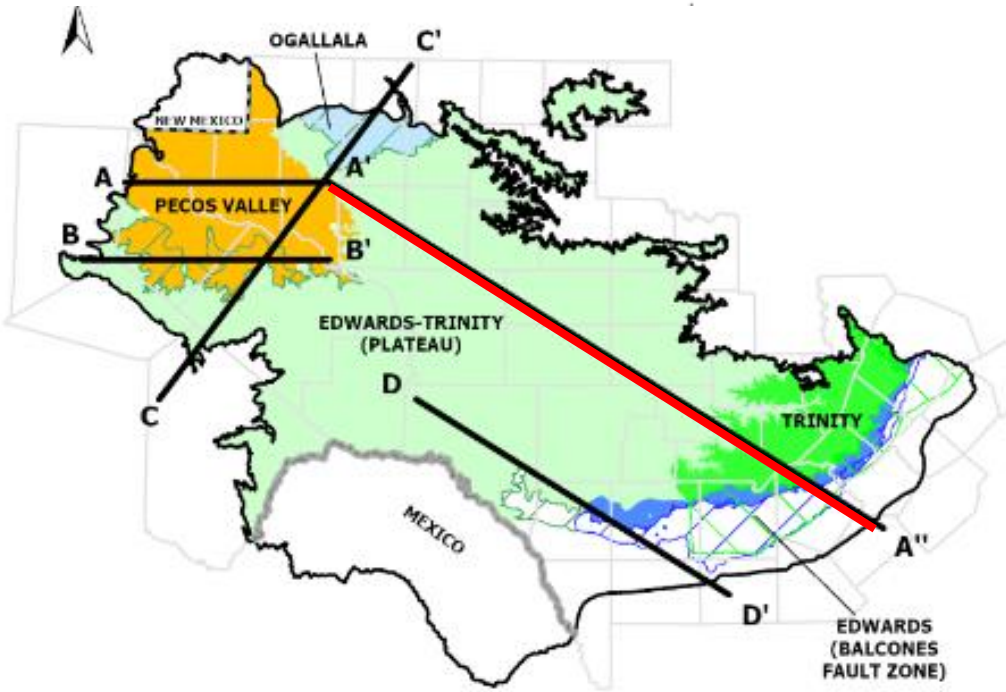 OGALLALA
C'
NEW MEXICO
A
A'
PECOS VALLEY
B
B'
EDWARDS-TRINITY
(PLATEAU)
D
C
TRINITY
MEXICO
A''
D'
EDWARDS
(BALCONES
FAULT ZONE)